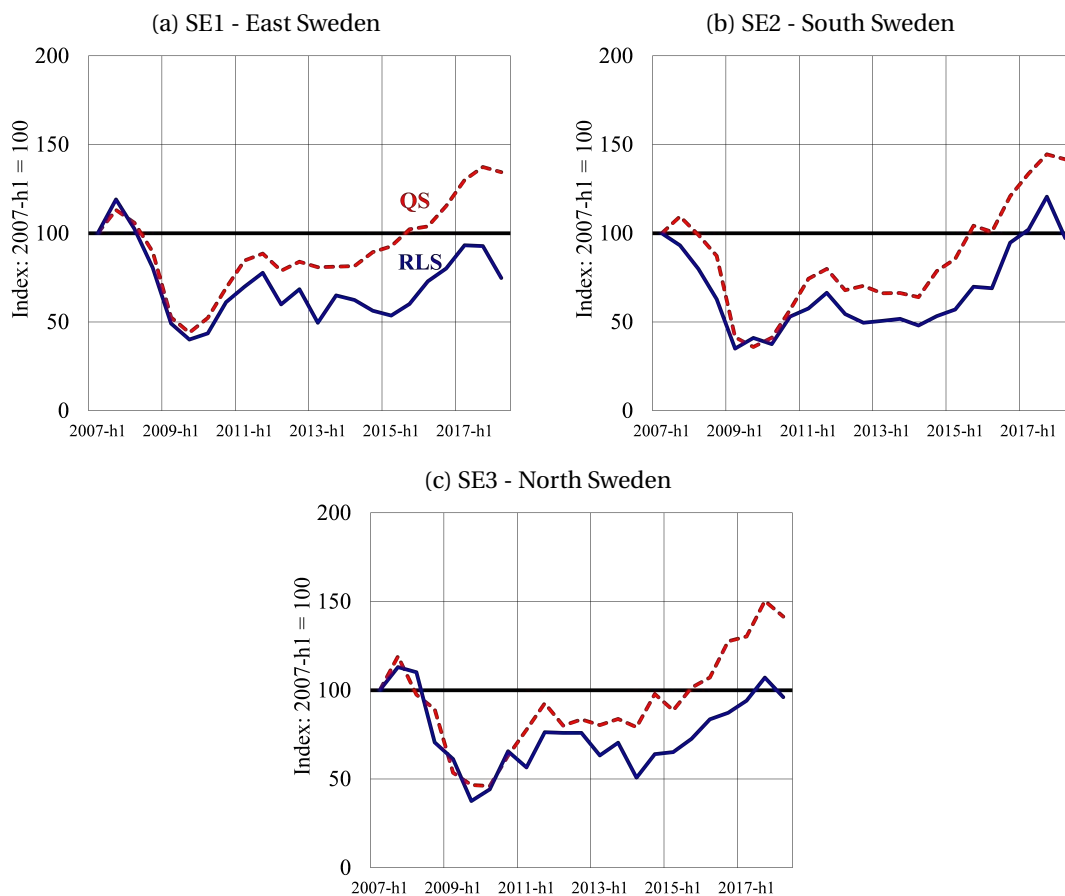 (a) SE1 - East Sweden
200
150
100
50
0
Index: 2007-h1 = 100
QS
RLS
2007-h1 2009-h1 2011-h1 2013-h1 2015-h1 2017-h1
(b) SE2 - South Sweden
200
150
100
50
0
Index: 2007-h1 = 100
2007-h1 2009-h1 2011-h1 2013-h1 2015-h1 2017-h1
(c) SE3 - North Sweden
200
150
100
50
0
Index: 2007-h1 = 100
2007-h1 2009-h1 2011-h1 2013-h1 2015-h1 2017-h1